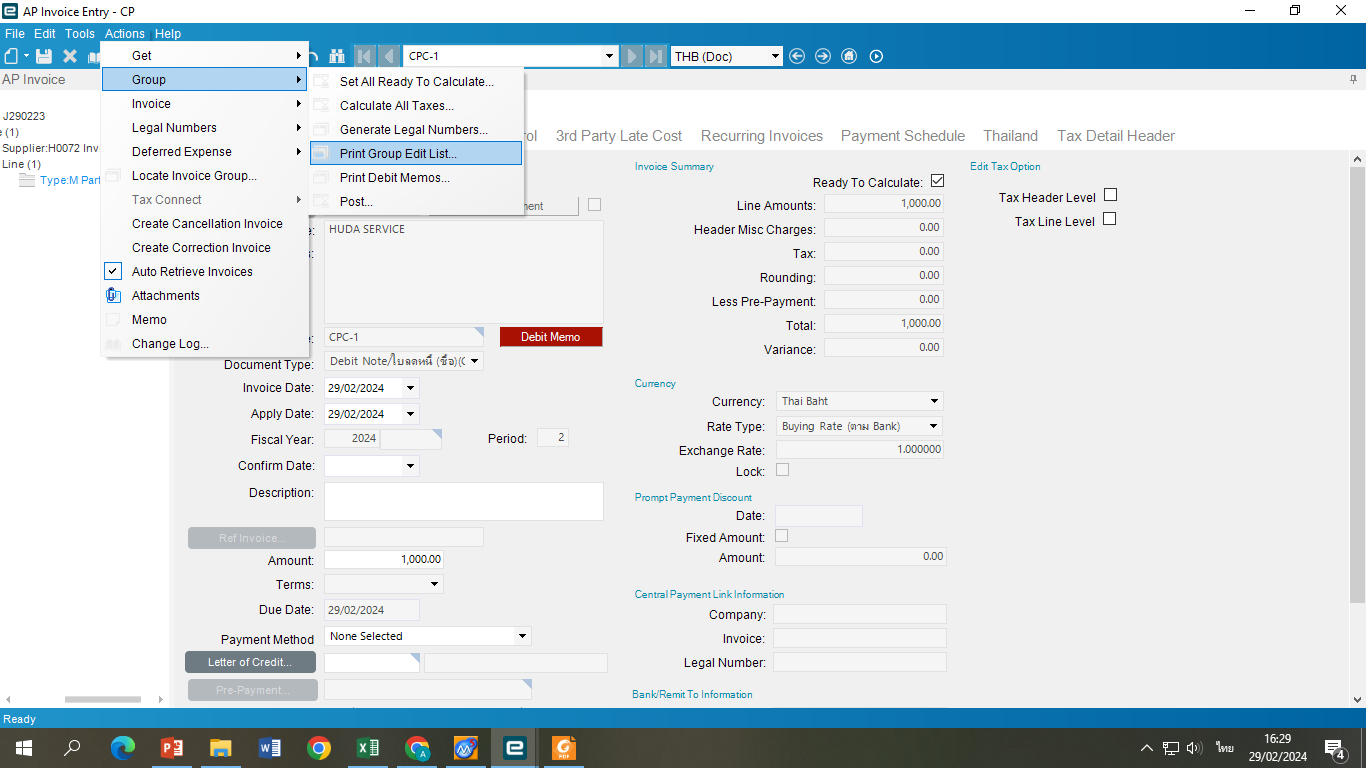 AP Invoice Entry - CP
File Edit Tools Actions Help
CPC-1
THB (Doc)
AP Invoice
Get
Group
Invoice
Legal Numbers
Deferred Expense
Locate Invoice Group...
Tax Connect
Create Cancellation Invoice
Create Correction Invoice
Auto Retrieve Invoices
Attachments
Memo
Change Log...
Set All Ready To Calculate...
Calculate All Taxes...
Generate Legal Numbers...
Print Group Edit List...
Print Debit Memos...
Post...
J290223
(1)
Supplier:H0072
Line (1)
Type:M
3rd Party Late Cost Recurring Invoices Payment Schedule Thailand Tax Detail Header
HUDA SERVICE
CPC-1
Debit Memo
Document Type: Debit Note/ใบลดหนี้ (ซื้อ)
Invoice Date: 29/02/2024
Apply Date: 29/02/2024
Fiscal Year: 2024 Period: 2
Confirm Date:
Description:
Ref Invoice...
Amount: 1,000.00
Terms:
Due Date: 29/02/2024
Payment Method None Selected
Letter of Credit...
Pre-Payment...
Invoice Summary
Ready To Calculate:
Line Amounts: 1,000.00
Header Misc Charges: 0.00
Tax: 0.00
Rounding: 0.00
Less Pre-Payment: 0.00
Total: 1,000.00
Variance: 0.00
Currency
Currency: Thai Baht
Rate Type: Buying Rate (ตาม Bank)
Exchange Rate: 1.000000
Lock:
Prompt Payment Discount
Date:
Fixed Amount:
Amount: 0.00
Central Payment Link Information
Company:
Invoice:
Legal Number:
Bank/Remit To Information
Edit Tax Option
Tax Header Level
Tax Line Level
Ready
ไทย
16:29
29/02/2024
4